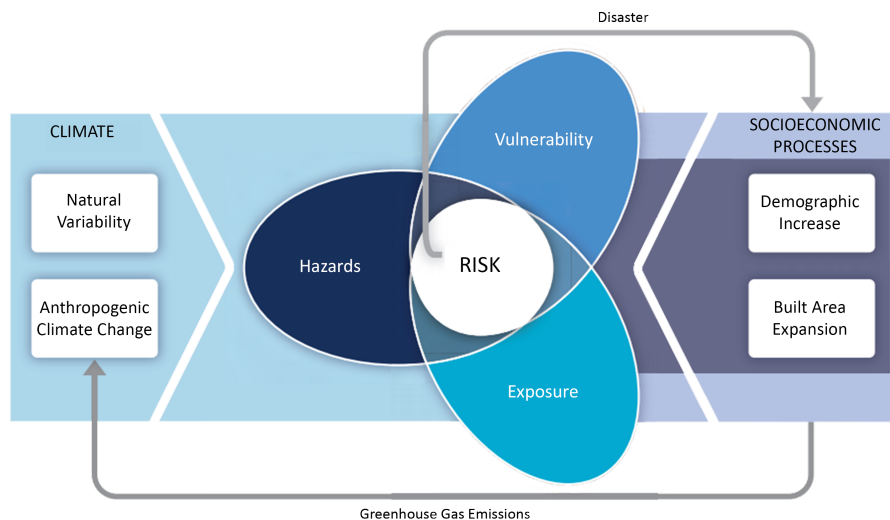 Disaster
CLIMATE
Natural
Variability
Anthropogenic
Climate Change
Hazards
Vulnerability
RISK
Exposure
SOCIOECONOMIC
PROCESSES
Demographic
Increase
Built Area
Expansion
Greenhouse Gas Emissions